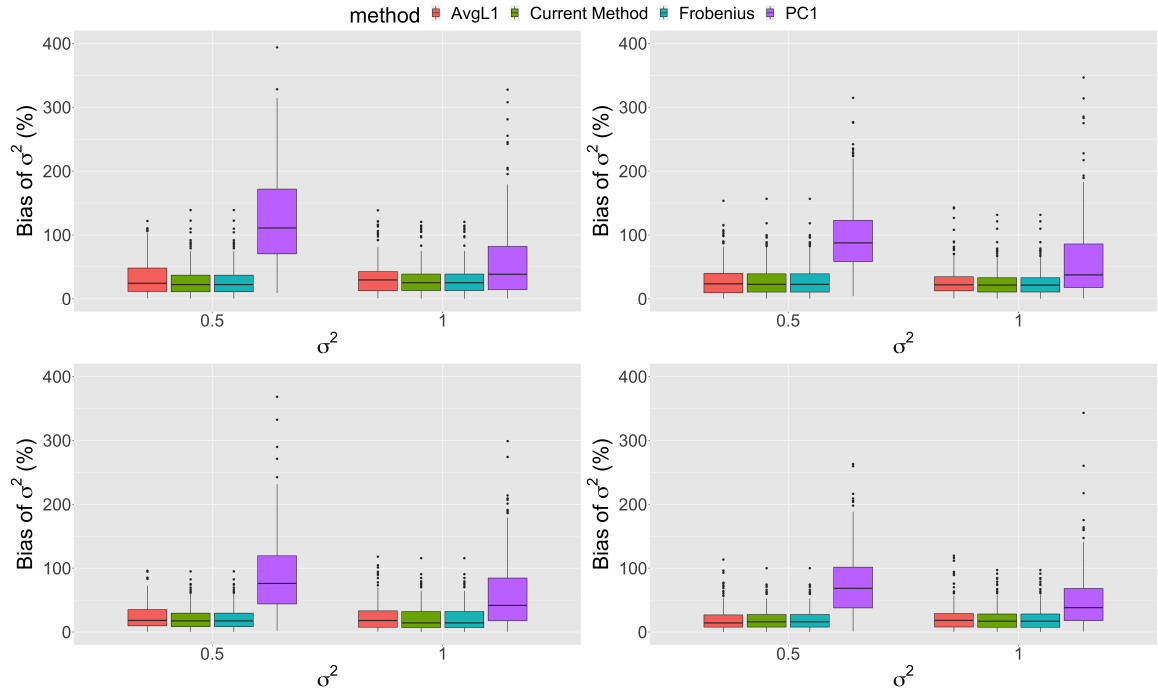 method AvgL1 Current Method Frobenius PC1
400
300
200
100
0
Bias of σ² (%)
0.5 1
σ²
400
300
200
100
0
Bias of σ² (%)
0.5 1
σ²
400
300
200
100
0
Bias of σ² (%)
0.5 1
σ²
400
300
200
100
0
Bias of σ² (%)
0.5 1
σ²